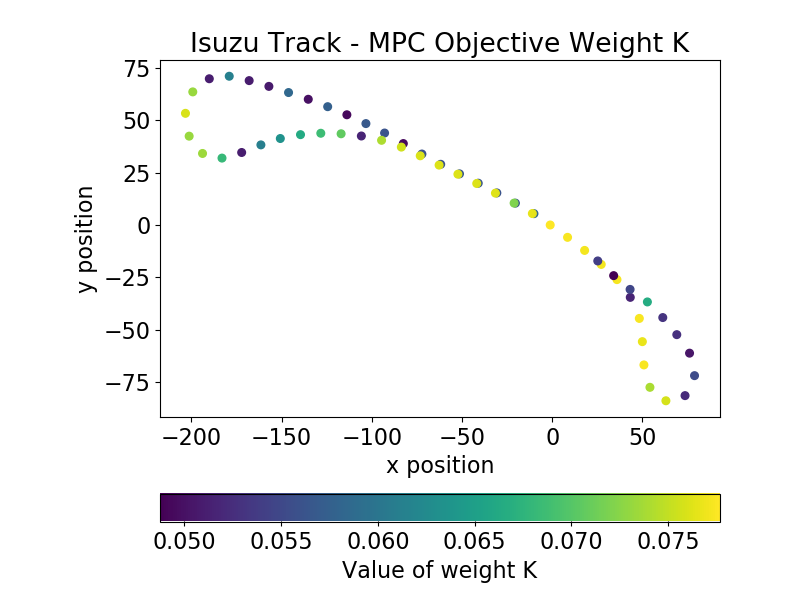 Isuzu Track - MPC Objective Weight K
75
50
25
0
−25
−50
−75
y position
−200 −150 −100 −50 0 50
x position
0.050 0.055 0.060 0.065 0.070 0.075
Value of weight K